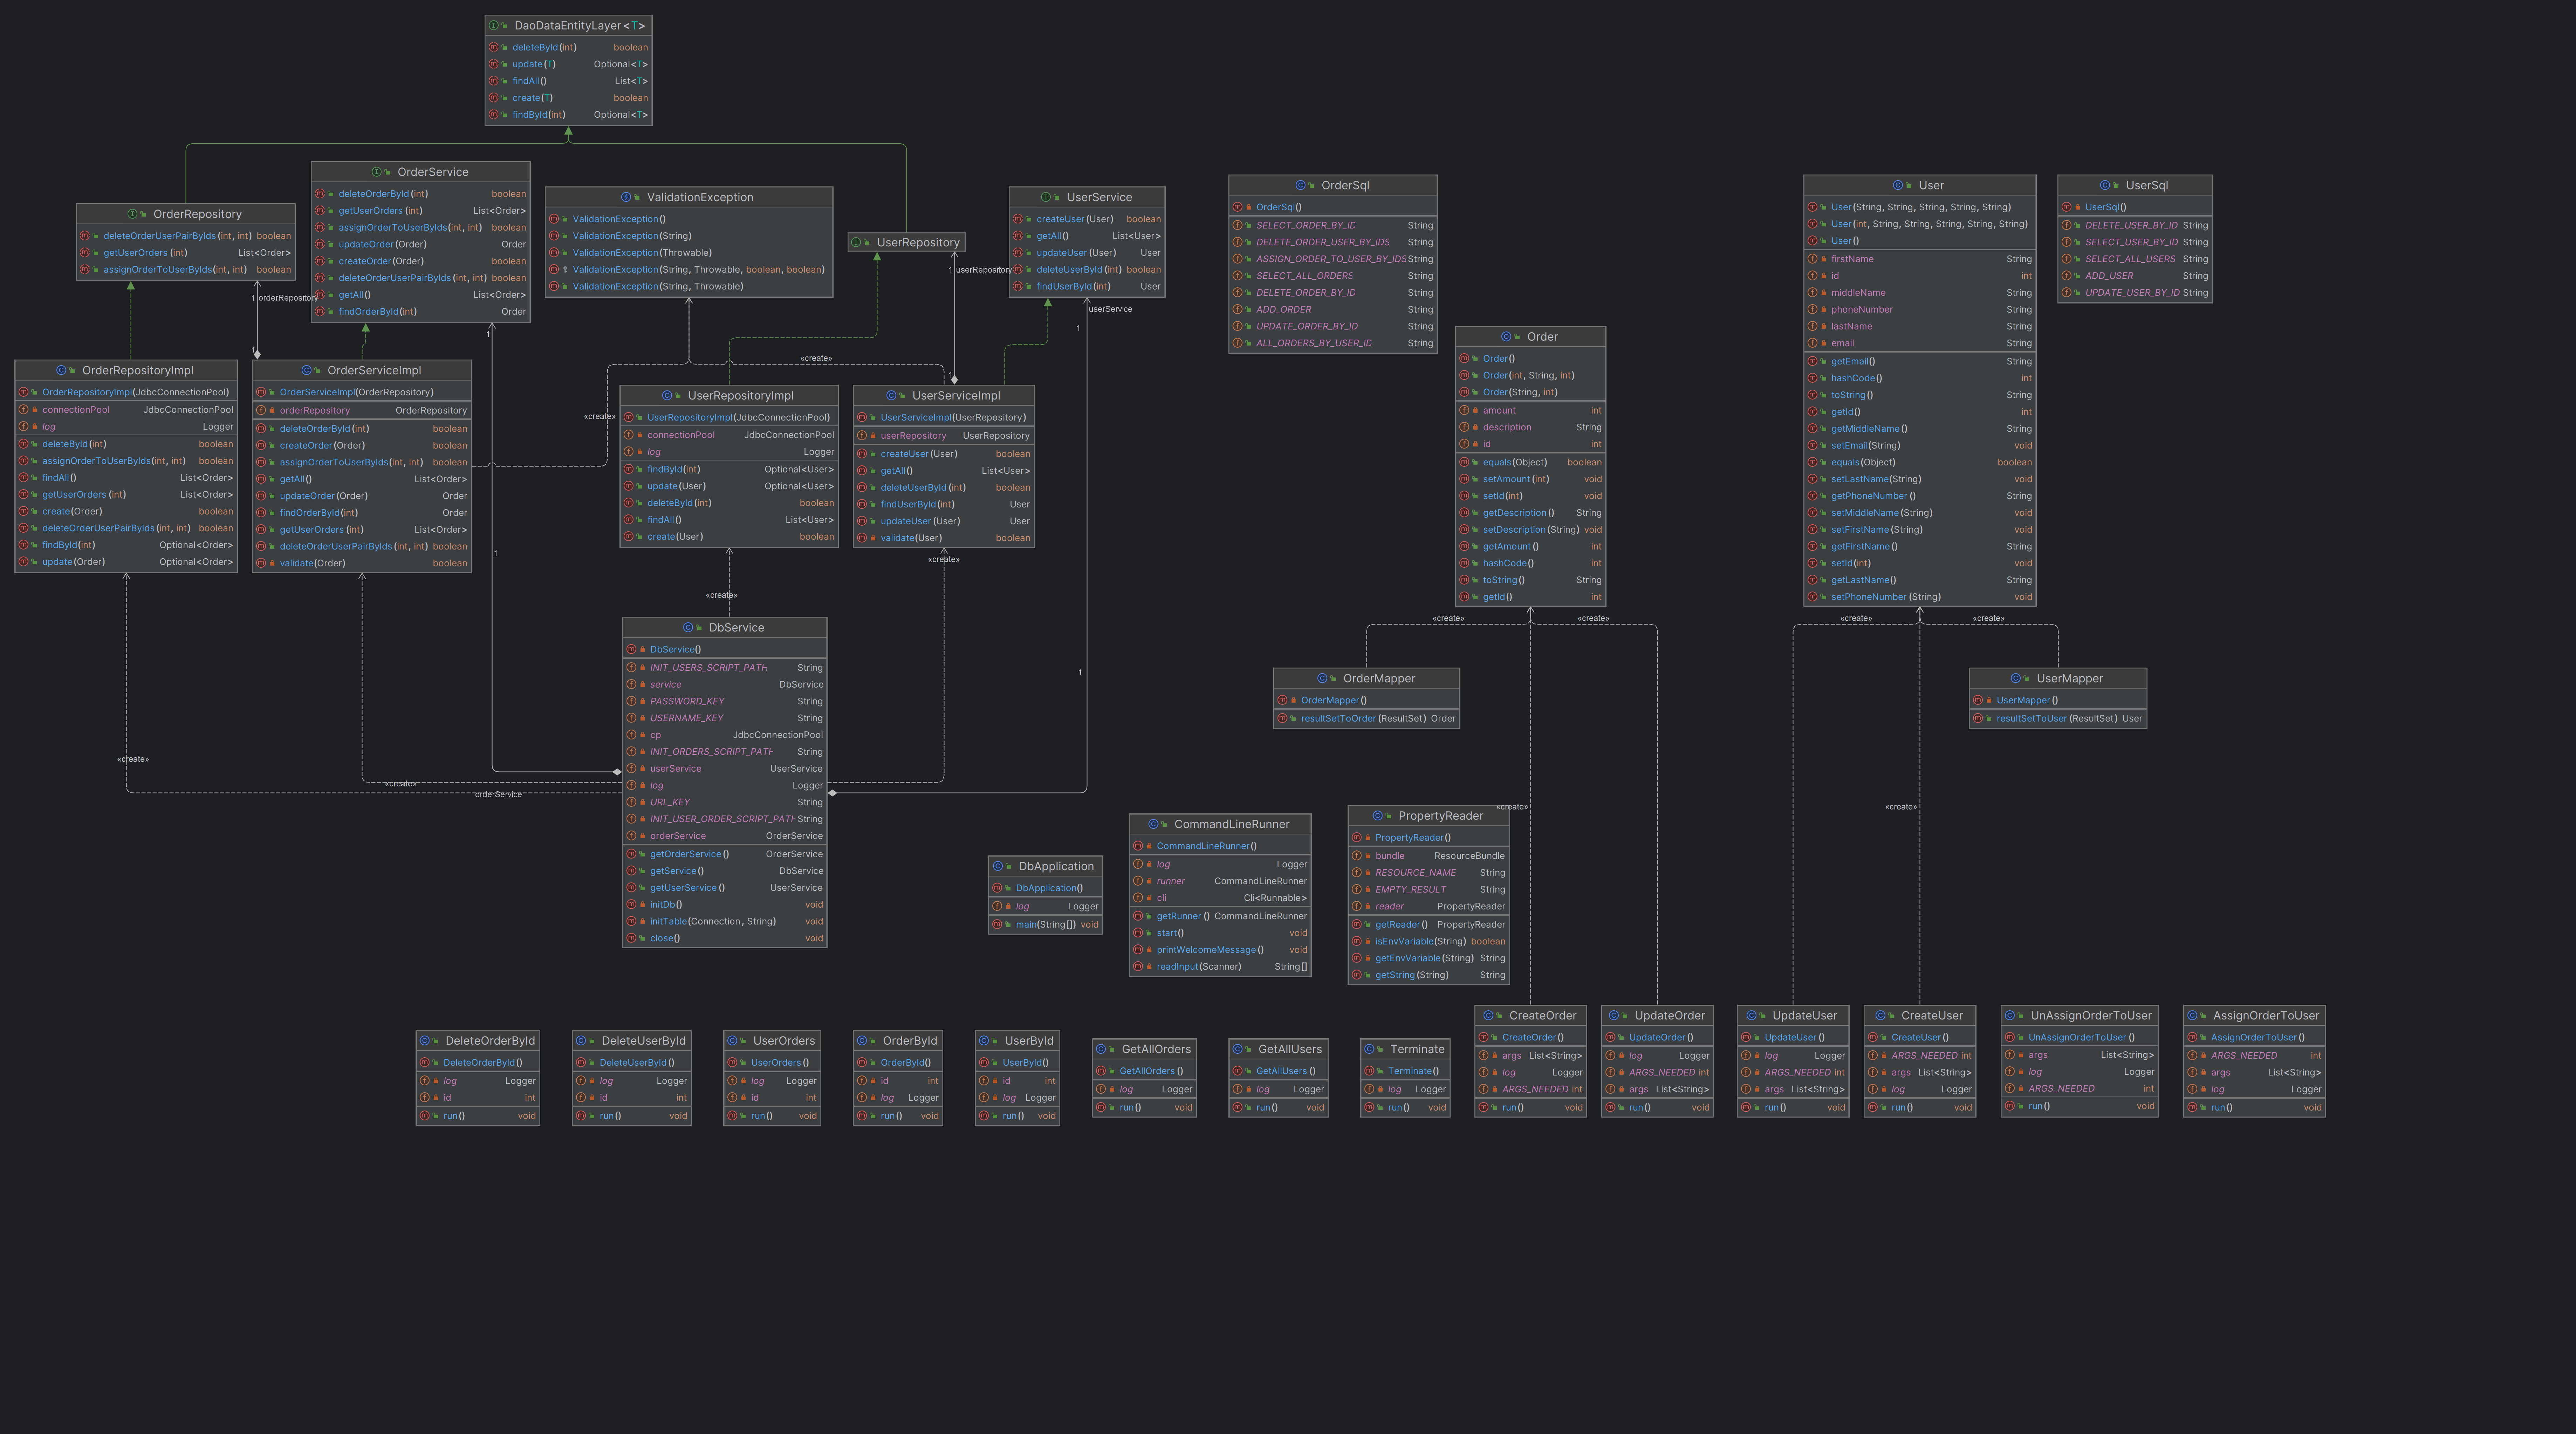 DaoDataEntityLayer<T>
deleteById(int) boolean
update(T) Optional<T>
findAll() List<T>
create(T) boolean
findById(int) Optional<T>
OrderRepository
deleteOrderUserPairByIds(int, int) boolean
getUserOrders(int) List<Order>
assignOrderToUserByIds(int, int) boolean
OrderService
deleteOrderById(int) boolean
getUserOrders(int) List<Order>
assignOrderToUserByIds(int, int) boolean
updateOrder(Order) Order
createOrder(Order) boolean
deleteOrderUserPairByIds(int, int) boolean
getAll() List<Order>
findOrderById(int) Order
ValidationException
ValidationException()
ValidationException(String)
ValidationException(Throwable)
ValidationException(String, Throwable, boolean, boolean)
ValidationException(String, Throwable)
UserRepository
UserService
createUser(User) boolean
getAll() List<User>
updateUser(User) User
deleteUserById(int) boolean
findUserById(int) User
1 orderRepository
1
1
1 userRepository
1
userService
1
«create»
«create»
OrderRepositoryImpl
OrderRepositoryImpl(JdbcConnectionPool)
connectionPool JdbcConnectionPool
log Logger
deleteById(int) boolean
assignOrderToUserByIds(int, int) boolean
findAll() List<Order>
getUserOrders(int) List<Order>
create(Order) boolean
deleteOrderUserPairByIds(int, int) boolean
findById(int) Optional<Order>
update(Order) Optional<Order>
OrderServiceImpl
OrderServiceImpl(OrderRepository)
orderRepository OrderRepository
deleteOrderById(int) boolean
createOrder(Order) boolean
assignOrderToUserByIds(int, int) boolean
getAll() List<Order>
updateOrder(Order) Order
findOrderById(int) Order
getUserOrders(int) List<Order>
deleteOrderUserPairByIds(int, int) boolean
validate(Order) boolean
UserRepositoryImpl
UserRepositoryImpl(JdbcConnectionPool)
connectionPool JdbcConnectionPool
log Logger
findById(int) Optional<User>
update(User) Optional<User>
deleteById(int) boolean
findAll() List<User>
create(User) boolean
UserServiceImpl
UserServiceImpl(UserRepository)
userRepository UserRepository
createUser(User) boolean
getAll() List<User>
deleteUserById(int) boolean
findUserById(int) User
updateUser(User) User
validate(User) boolean
«create»
«create»
1
1
«create»
«create»
orderService
DbService
DbService()
INIT_USERS_SCRIPT_PATH String
service DbService
PASSWORD_KEY String
USERNAME_KEY String
cp JdbcConnectionPool
INIT_ORDERS_SCRIPT_PATH String
userService UserService
log Logger
URL_KEY String
INIT_USER_ORDER_SCRIPT_PATH String
orderService OrderService
getOrderService() OrderService
getService() DbService
getUserService() UserService
initDb() void
initTable(Connection, String) void
close() void
OrderSql
OrderSql()
SELECT_ORDER_BY_ID String
DELETE_ORDER_USER_BY_IDS String
ASSIGN_ORDER_TO_USER_BY_IDS String
SELECT_ALL_ORDERS String
DELETE_ORDER_BY_ID String
ADD_ORDER String
UPDATE_ORDER_BY_ID String
ALL_ORDERS_BY_USER_ID String
Order
Order()
Order(int, String, int)
Order(String, int)
amount int
description String
id int
equals(Object) boolean
setAmount(int) void
setId(int) void
getDescription() String
setDescription(String) void
getAmount() int
hashCode() int
toString() String
getId() int
User
User(String, String, String, String, String)
User(int, String, String, String, String, String)
User()
firstName String
id int
middleName String
phoneNumber String
lastName String
email String
getEmail() String
hashCode() int
toString() String
getId() int
getMiddleName() String
setEmail(String) void
equals(Object) boolean
setLastName(String) void
getPhoneNumber() String
setMiddleName(String) void
setFirstName(String) void
getFirstName() String
setId(int) void
getLastName() String
setPhoneNumber(String) void
UserSql
UserSql()
DELETE_USER_BY_ID String
SELECT_USER_BY_ID String
SELECT_ALL_USERS String
ADD_USER String
UPDATE_USER_BY_ID String
«create»
«create»
«create»
«create»
OrderMapper
OrderMapper()
resultSetToOrder(ResultSet) Order
UserMapper
UserMapper()
resultSetToUser(ResultSet) User
«create»
«create»
DbApplication
DbApplication()
log Logger
main(String[]) void
CommandLineRunner
CommandLineRunner()
log Logger
runner CommandLineRunner
cli Cli<Runnable>
getRunner() CommandLineRunner
start() void
printWelcomeMessage() void
readInput(Scanner) String[]
PropertyReader
PropertyReader()
bundle ResourceBundle
RESOURCE_NAME String
EMPTY_RESULT String
reader PropertyReader
getReader() PropertyReader
isEnvVariable(String) boolean
getEnvVariable(String) String
getString(String) String
DeleteOrderById
DeleteOrderById()
log Logger
id int
run() void
DeleteUserById
DeleteUserById()
log Logger
id int
run() void
UserOrders
UserOrders()
log Logger
id int
run() void
OrderById
OrderById()
id int
log Logger
run() void
UserById
UserById()
id int
log Logger
run() void
GetAllOrders
GetAllOrders()
log Logger
run() void
GetAllUsers
GetAllUsers()
log Logger
run() void
Terminate
Terminate()
log Logger
run() void
CreateOrder
CreateOrder()
args List<String>
log Logger
ARGS_NEEDED int
run() void
UpdateOrder
UpdateOrder()
log Logger
ARGS_NEEDED int
args List<String>
run() void
UpdateUser
UpdateUser()
log Logger
ARGS_NEEDED int
args List<String>
run() void
CreateUser
CreateUser()
ARGS_NEEDED int
args List<String>
log Logger
run() void
UnAssignOrderToUser
UnAssignOrderToUser()
args List<String>
log Logger
ARGS_NEEDED int
run() void
AssignOrderToUser
AssignOrderToUser()
ARGS_NEEDED int
args List<String>
log Logger
run() void